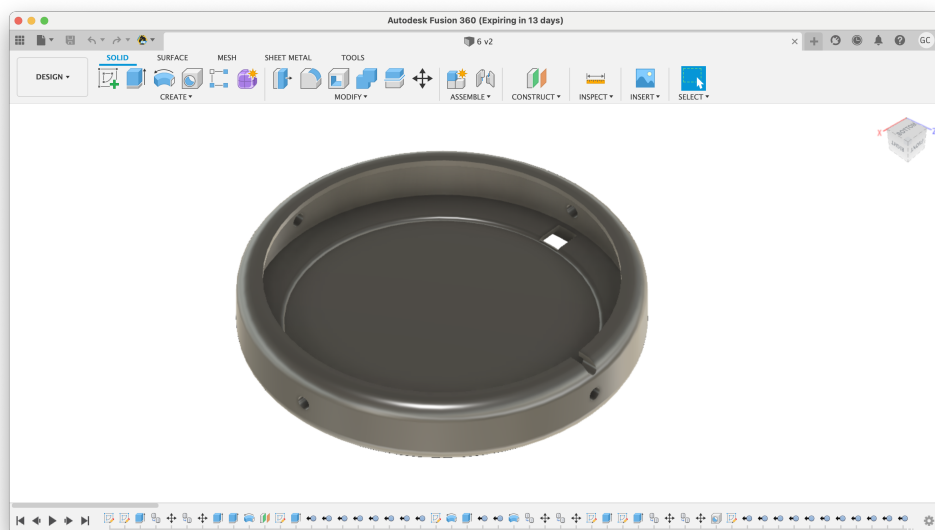 Autodesk Fusion 360 (Expiring in 13 days)
6 v2
GC
SOLID SURFACE MESH SHEET METAL TOOLS
DESIGN
CREATE MODIFY ASSEMBLE CONSTRUCT INSPECT INSERT SELECT
X Z
BOTTOM